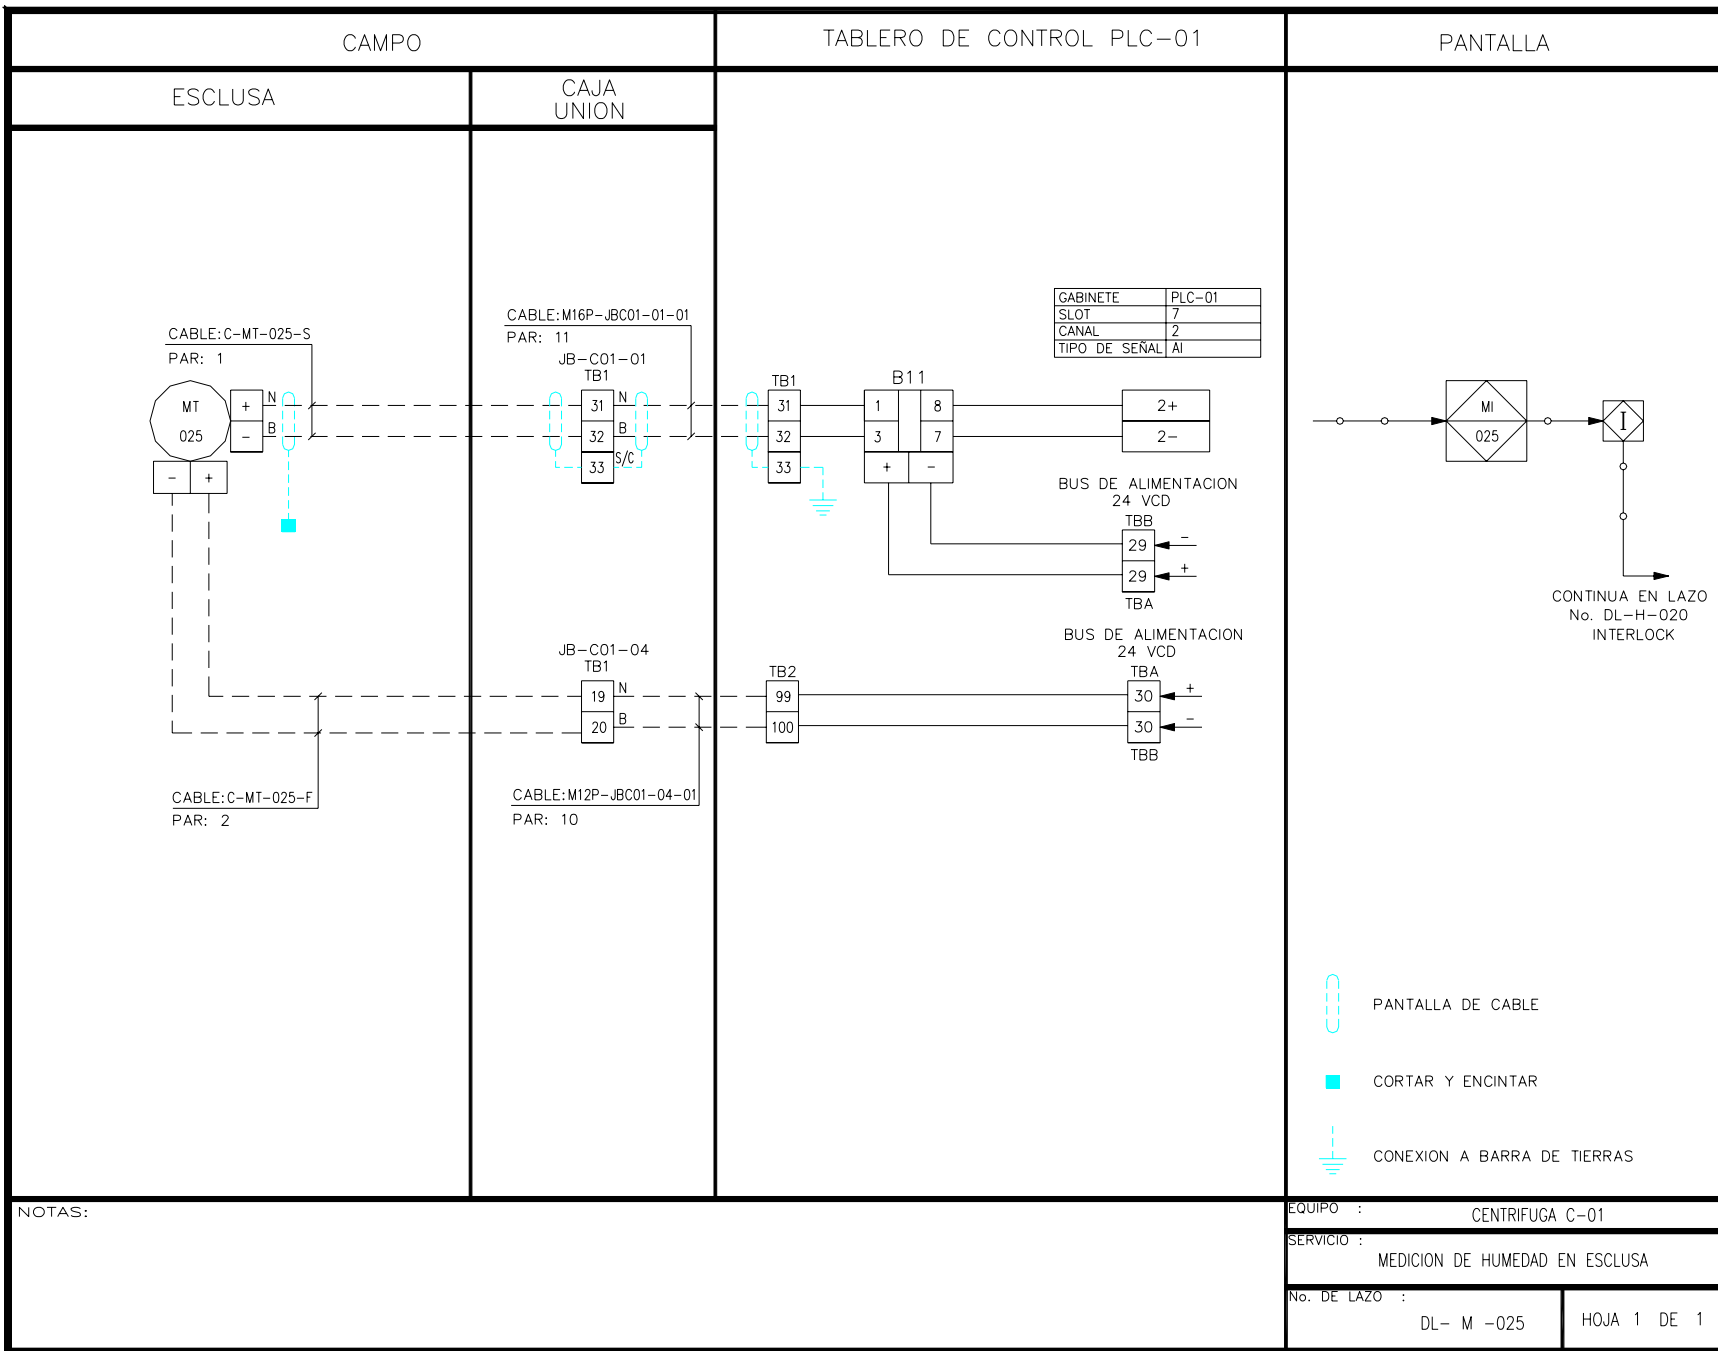 CAMPO
TABLERO DE CONTROL PLC-01
PANTALLA
ESCLUSA
CAJA
UNION
GABINETE PLC-01
SLOT 7
CANAL 2
TIPO DE SEÑAL AI
CABLE:C-MT-025-S
PAR: 1
CABLE:M16P-JBC01-01-01
PAR: 11
JB-C01-01
TB1
TB1
B11
MT
025
+ N
- B
- +
31 N
32 B
33 S/C
31
32
33
1 8
3 7
+ -
2+
2-
MI
025
I
BUS DE ALIMENTACION
24 VCD
TBB
29 -
29 +
TBA
CONTINUA EN LAZO
No. DL-H-020
INTERLOCK
BUS DE ALIMENTACION
24 VCD
JB-C01-04
TB1
TB2
TBA
19 N
20 B
99
100
30 +
30 -
TBB
CABLE:C-MT-025-F
PAR: 2
CABLE:M12P-JBC01-04-01
PAR: 10
PANTALLA DE CABLE
CORTAR Y ENCINTAR
CONEXION A BARRA DE TIERRAS
NOTAS:
EQUIPO :
CENTRIFUGA C-01
SERVICIO :
MEDICION DE HUMEDAD EN ESCLUSA
No. DE LAZO :
DL- M -025
HOJA 1 DE 1